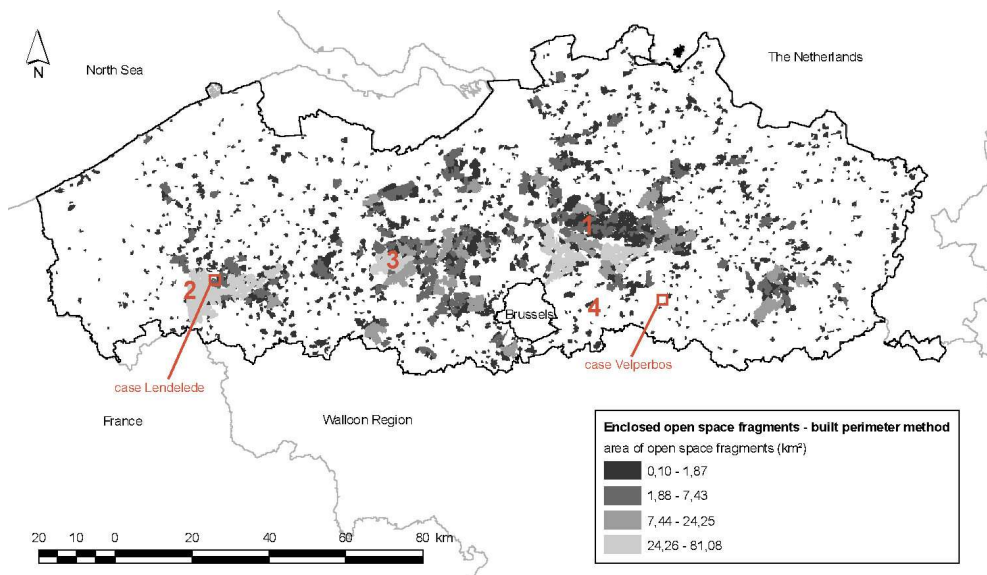 N
North Sea
The Netherlands
1
2
3
4
Brussels
case Lendelede
case Velperbos
France
Walloon Region
Enclosed open space fragments - built perimeter method
area of open space fragments (km²)
0,10 - 1,87
1,88 - 7,43
7,44 - 24,25
24,26 - 81,08
20 10 0 20 40 60 80 km